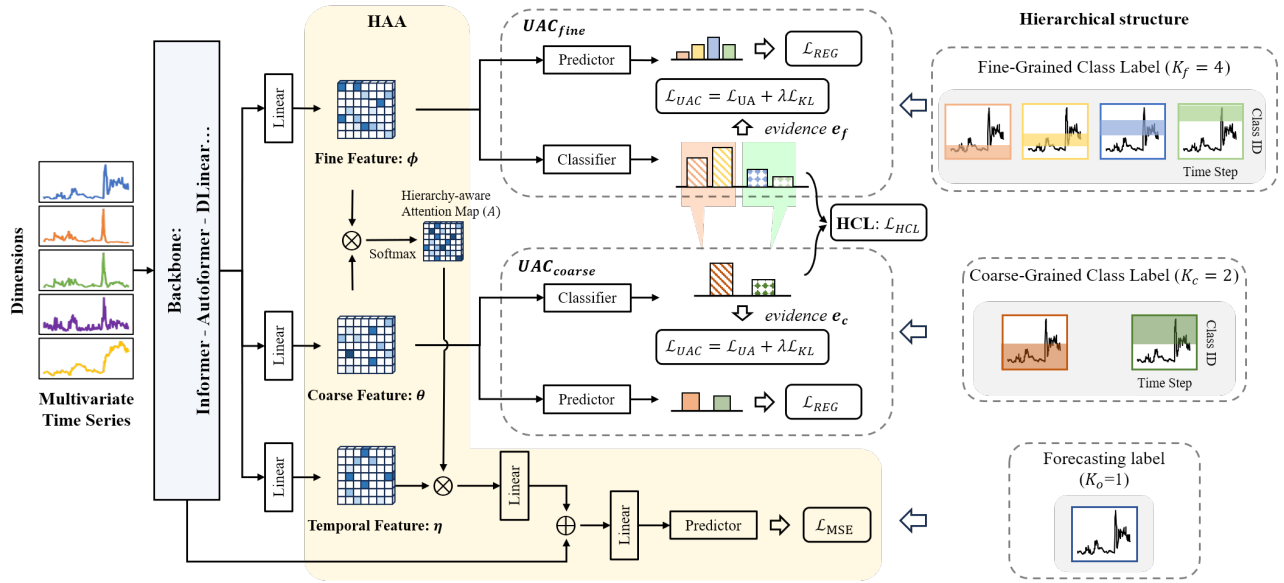 HAA
UAC_fine
Hierarchical structure
Predictor
ℒ_REG
Fine-Grained Class Label (K_f = 4)
Linear
ℒ_UAC = ℒ_UA + λℒ_KL
evidence e_f
Class ID
Time Step
Classifier
Fine Feature: ϕ
Hierarchy-aware
Attention Map (A)
Softmax
HCL: ℒ_HCL
Dimensions
Multivariate
Time Series
Backbone:
Informer - Autoformer - DLinear…
UAC_coarse
Classifier
evidence e_c
ℒ_UAC = ℒ_UA + λℒ_KL
Predictor
ℒ_REG
Coarse-Grained Class Label (K_c = 2)
Class ID
Time Step
Linear
Coarse Feature: θ
Linear
Temporal Feature: η
Linear
Linear
Predictor
ℒ_MSE
Forecasting label
(K_o=1)